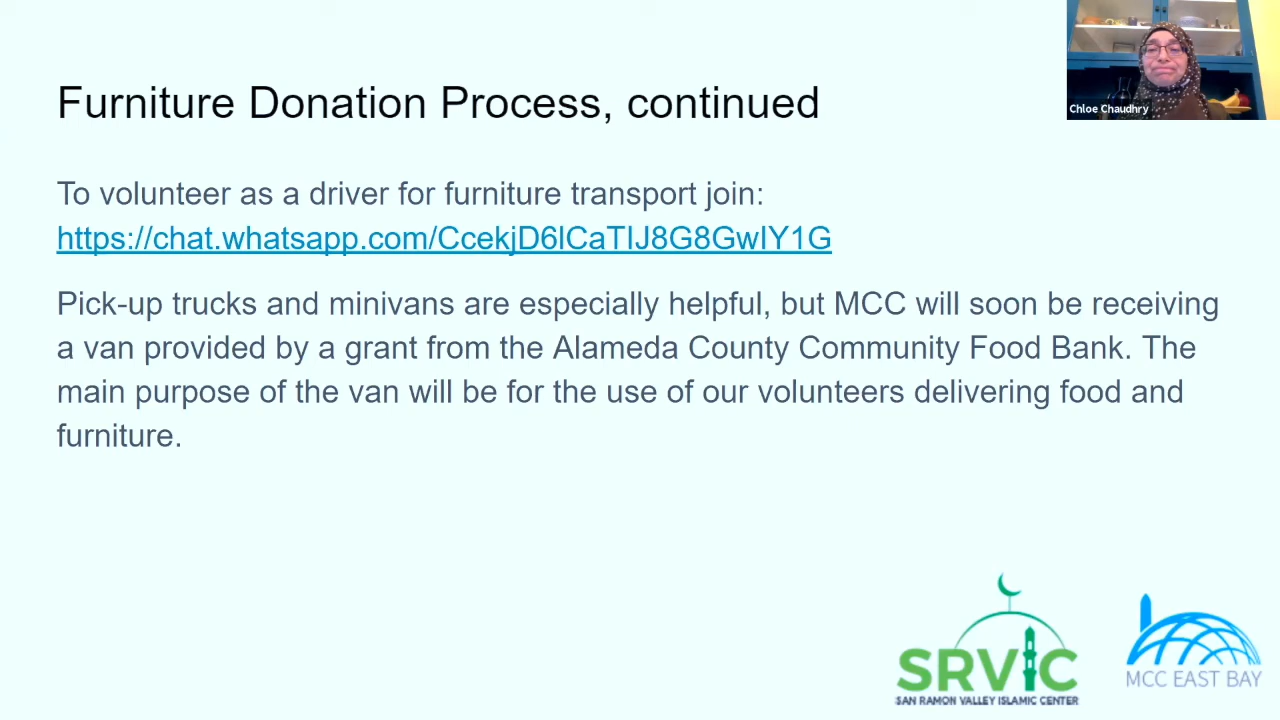 Furniture Donation Process, continued
Chloe Chaudhry
To volunteer as a driver for furniture transport join:
https://chat.whatsapp.com/CcekjD6lCaTIJ8G8GwIY1G
Pick-up trucks and minivans are especially helpful, but MCC will soon be receiving
a van provided by a grant from the Alameda County Community Food Bank. The
main purpose of the van will be for the use of our volunteers delivering food and
furniture.
SRVIC
SAN RAMON VALLEY ISLAMIC CENTER
MCC EAST BAY